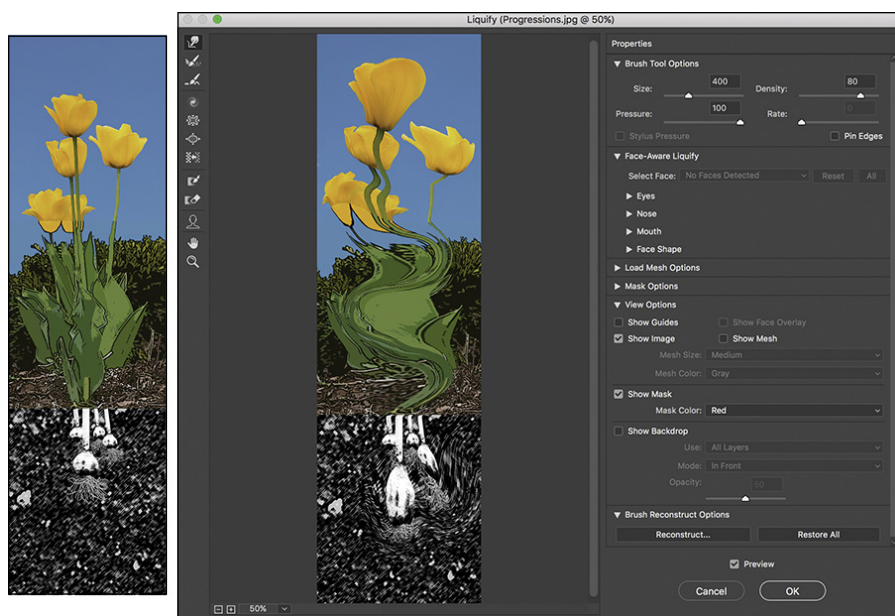 Liquify (Progressions.jpg @ 50%)
Properties
Brush Tool Options
Size: 400 Density: 80
Pressure: 100 Rate: 0
Stylus Pressure Pin Edges
Face-Aware Liquify
Select Face: No Faces Detected Reset All
Eyes
Nose
Mouth
Face Shape
Load Mesh Options
Mask Options
View Options
Show Guides Show Face Overlay
Show Image Show Mesh
Mesh Size: Medium
Mesh Color: Gray
Show Mask
Mask Color: Red
Show Backdrop
Use: All Layers
Mode: In Front
Opacity: 50
Brush Reconstruct Options
Reconstruct... Restore All
Preview
Cancel OK
50%